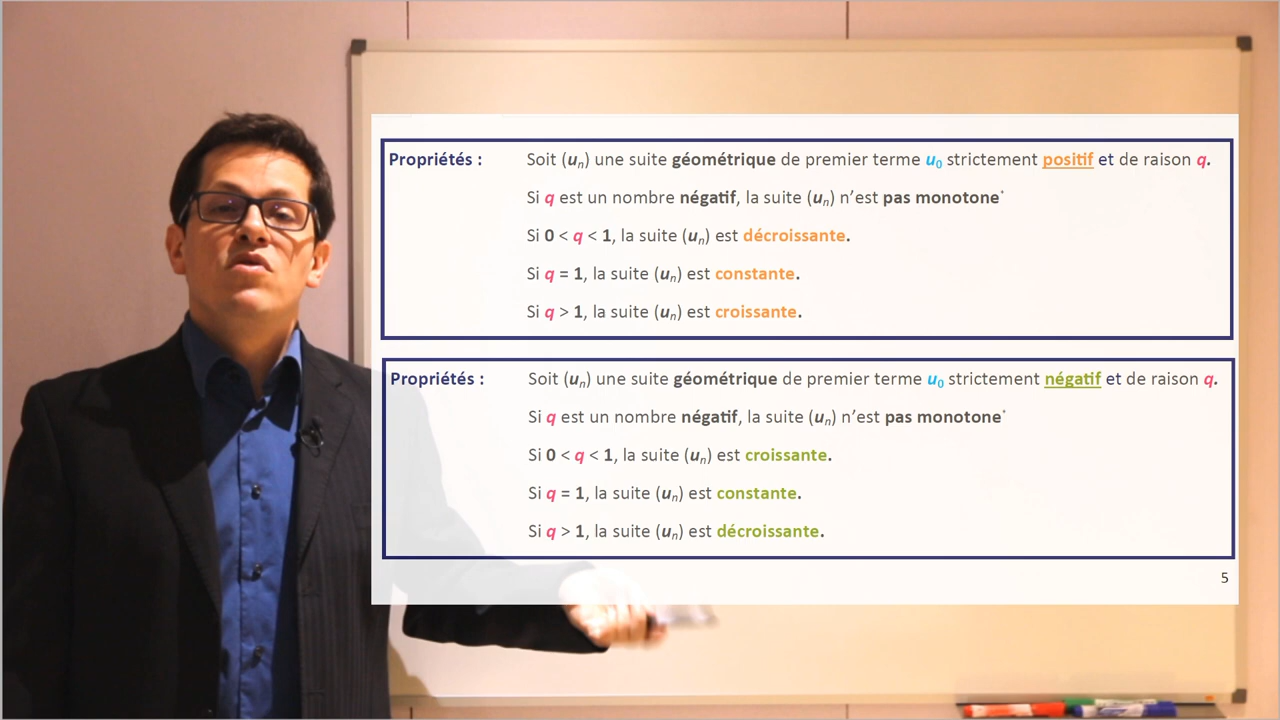 Propriétés : Soit (uₙ) une suite géométrique de premier terme u₀ strictement positif et de raison q.
Si q est un nombre négatif, la suite (uₙ) n’est pas monotone*
Si 0 < q < 1, la suite (uₙ) est décroissante.
Si q = 1, la suite (uₙ) est constante.
Si q > 1, la suite (uₙ) est croissante.
Propriétés : Soit (uₙ) une suite géométrique de premier terme u₀ strictement négatif et de raison q.
Si q est un nombre négatif, la suite (uₙ) n’est pas monotone*
Si 0 < q < 1, la suite (uₙ) est croissante.
Si q = 1, la suite (uₙ) est constante.
Si q > 1, la suite (uₙ) est décroissante.
5